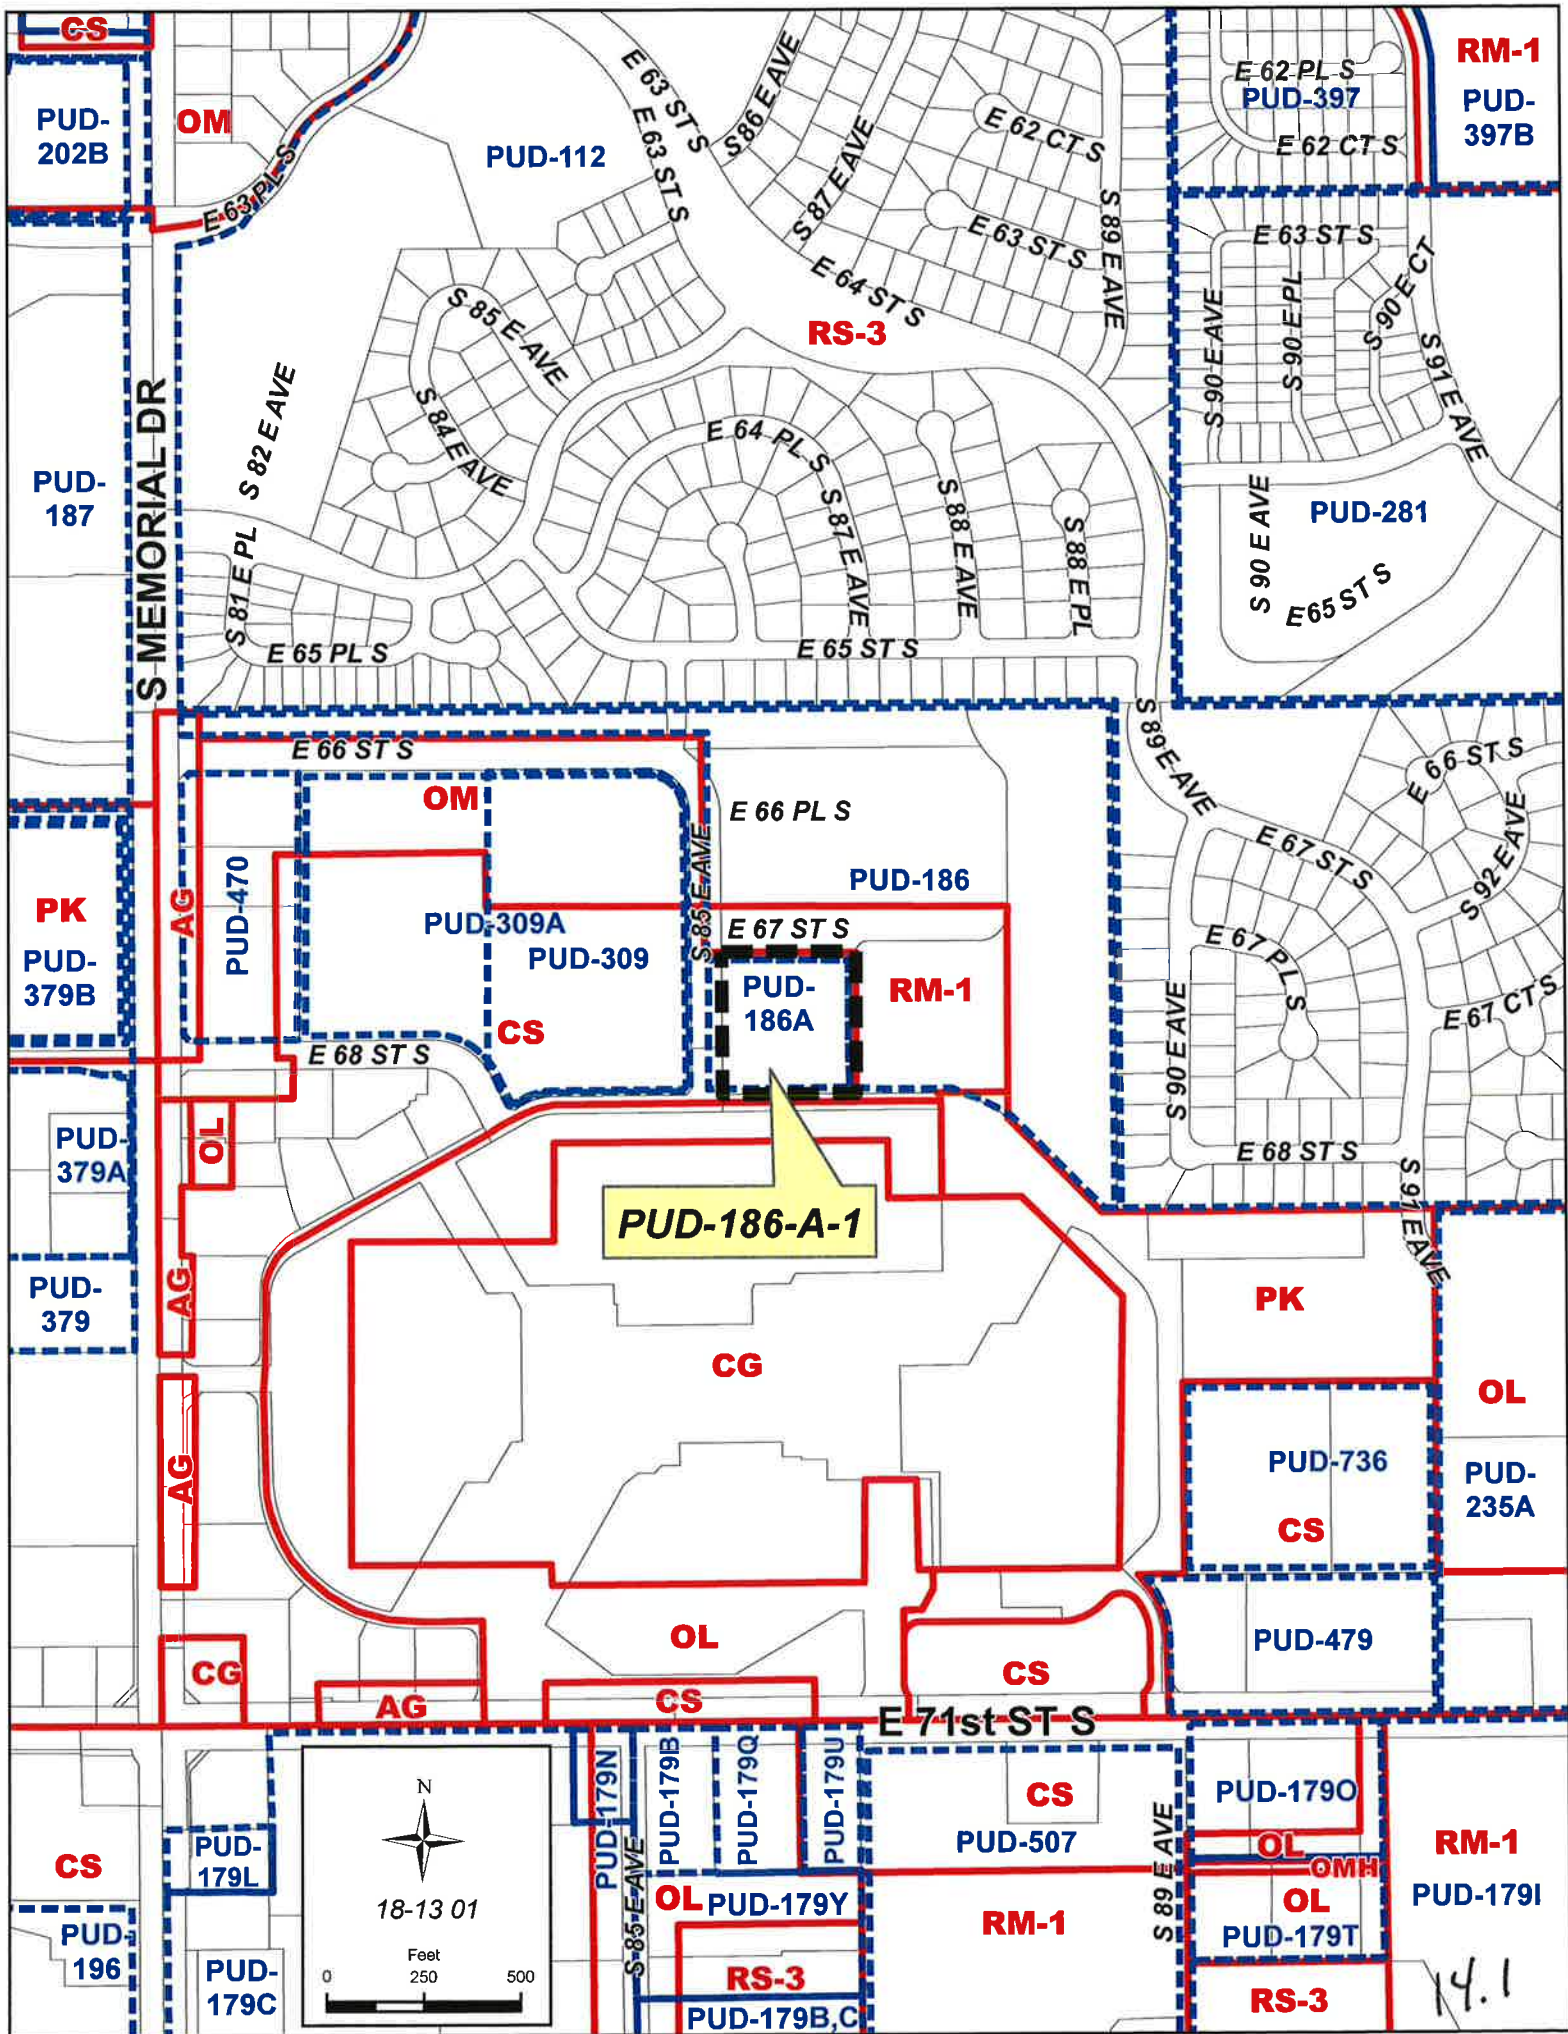 CS
PUD-
202B
OM
E 63 PL S
PUD-112
E 63 ST S
E 63 ST S
S 86 E AVE
S 87 E AVE
E 62 CT S
E 63 ST S
S 89 E AVE
E 64 ST S
RS-3
E 62 PL S
PUD-397
E 62 CT S
RM-1
PUD-
397B
E 63 ST S
S 90 E AVE
S 90 E PL
S 90 E CT
S 91 E AVE
S 85 E AVE
S 84 E AVE
S 82 E AVE
S MEMORIAL DR
PUD-
187
S 81 E PL
E 65 PL S
E 64 PL S
S 87 E AVE
S 88 E AVE
S 88 E PL
E 65 ST S
S 90 E AVE
PUD-281
E 65 ST S
E 66 ST S
OM
E 66 PL S
S 85 E AVE
PUD-186
S 89 E AVE
E 66 ST S
E 67 ST S
S 92 E AVE
PK
PUD-
379B
AG
PUD-470
PUD-309A
PUD-309
CS
E 67 ST S
PUD-
186A
RM-1
E 67 PL S
S 90 E AVE
E 67 CT S
E 68 ST S
PUD-
379A
OL
E 68 ST S
S 91 E AVE
PUD-186-A-1
PUD-
379
AG
CG
PK
OL
AG
PUD-736
CS
PUD-
235A
OL
CG
AG
CS
CS
PUD-479
E 71st ST S
CS
PUD-
179L
PUD-
196
PUD-
179C
N
18-13 01
Feet
0 250 500
PUD-179N
S 85 E AVE
PUD-179B
PUD-179Q
PUD-179U
OL PUD-179Y
RS-3
PUD-179B,C
CS
PUD-507
RM-1
S 89 E AVE
PUD-179O
OL
OMH
OL
PUD-179T
RS-3
RM-1
PUD-179I
14.1